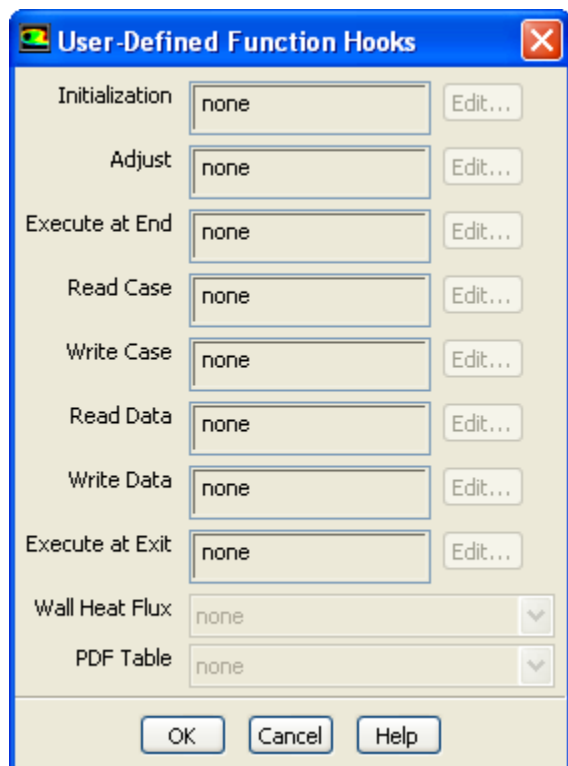 User-Defined Function Hooks
Initialization none Edit...
Adjust none Edit...
Execute at End none Edit...
Read Case none Edit...
Write Case none Edit...
Read Data none Edit...
Write Data none Edit...
Execute at Exit none Edit...
Wall Heat Flux none
PDF Table none
OK Cancel Help